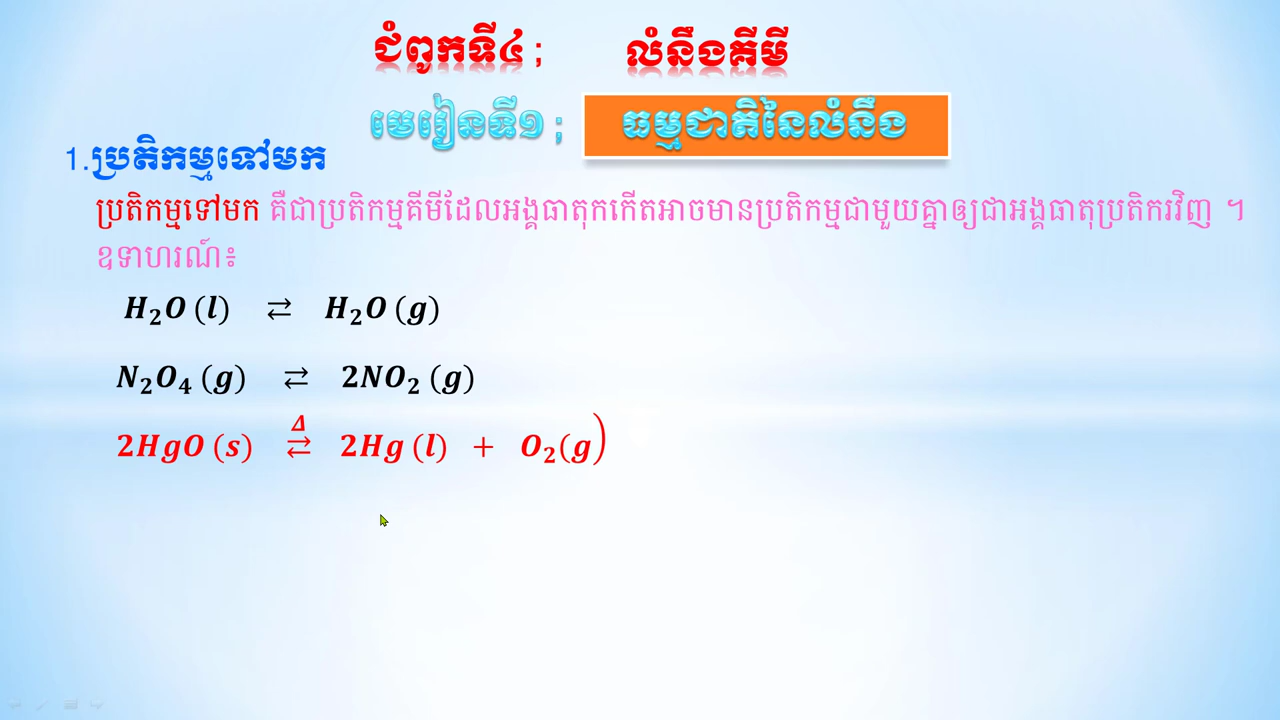 ជំពូកទី៤ ; លំនឹងគីមី
មេរៀនទី១ ; ធម្មជាតិនៃលំនឹង
1.ប្រតិកម្មទៅមក
ប្រតិកម្មទៅមក គឺជាប្រតិកម្មគីមីដែលអង្គធាតុកកើតអាចមានប្រតិកម្មជាមួយគ្នាឲ្យជាអង្គធាតុប្រតិករវិញ ។
ឧទាហរណ៍៖
H₂O (l) ⇄ H₂O (g)
N₂O₄ (g) ⇄ 2NO₂ (g)
2HgO (s) ⇄ Δ 2Hg (l) + O₂(g)